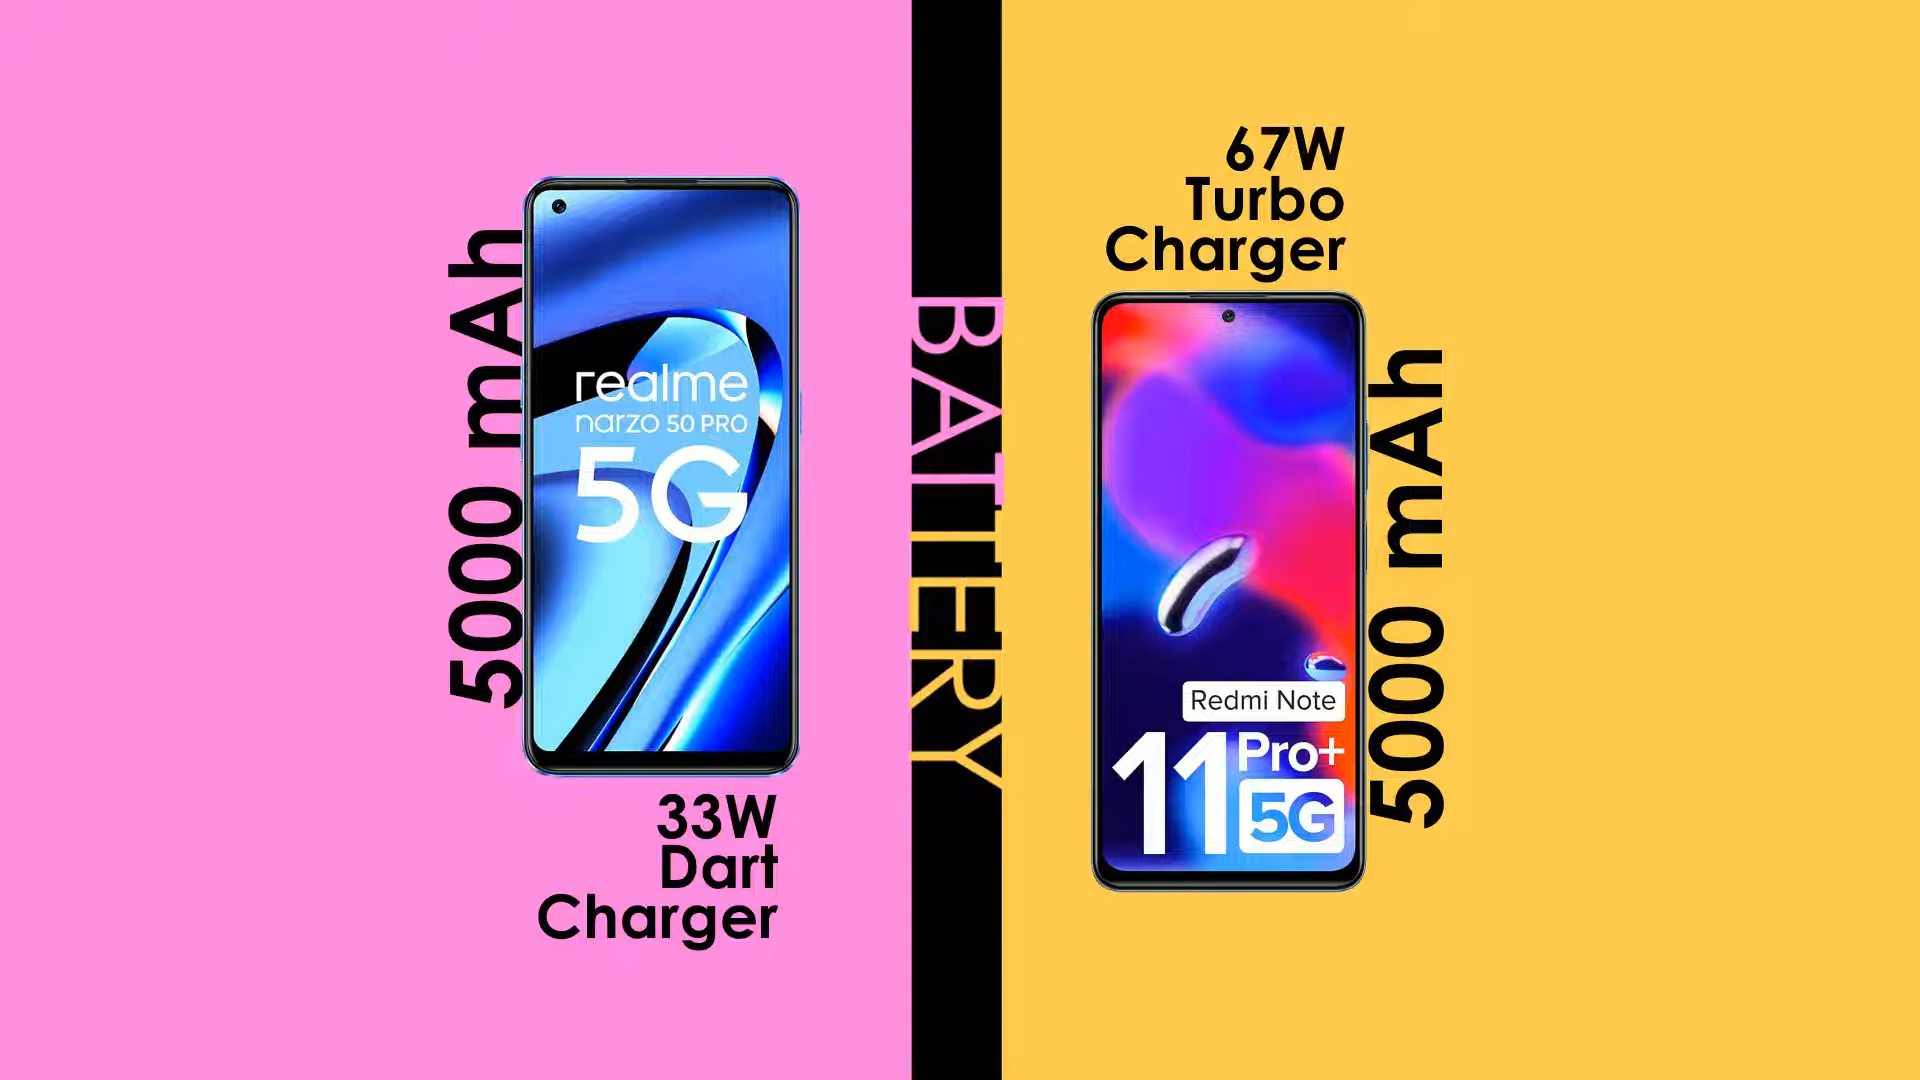 5000 mAh
realme
narzo 50 PRO
5G
33W
Dart
Charger
BATTERY
67W
Turbo
Charger
Redmi Note
11 Pro+
5G
5000 mAh